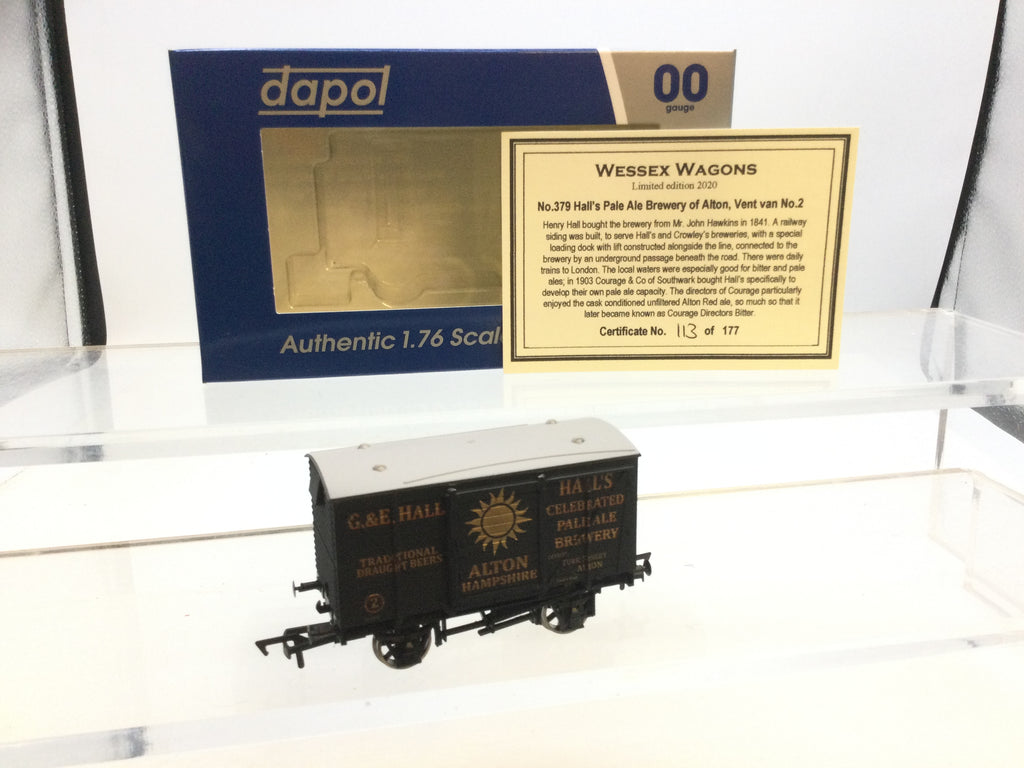 dapol
00
gauge
Authentic 1.76 Scal
WESSEX WAGONS
Limited edition 2020
No.379 Hall's Pale Ale Brewery of Alton, Vent van No.2
Henry Hall bought the brewery from Mr. John Hawkins in 1841. A railway
siding was built, to serve Hall's and Crowley's breweries, with a special
loading dock with lift constructed alongside the line, connected to the
brewery by an underground passage beneath the road. There were daily
trains to London. The local waters were especially good for bitter and pale
ales; in 1903 Courage & Co of Southwark bought Hall's specifically to
develop their own pale ale capacity. The directors of Courage particularly
enjoyed the cask conditioned unfiltered Alton Red ale, so much so that it
later became known as Courage Directors Bitter.
Certificate No. 113 of 177
G.&E. HALL
TRADITIONAL
DRAUGHT BEERS
2
ALTON
HAMPSHIRE
HALL'S
CELEBRATED
PALE ALE
BREWERY
TURK STREET
ALTON